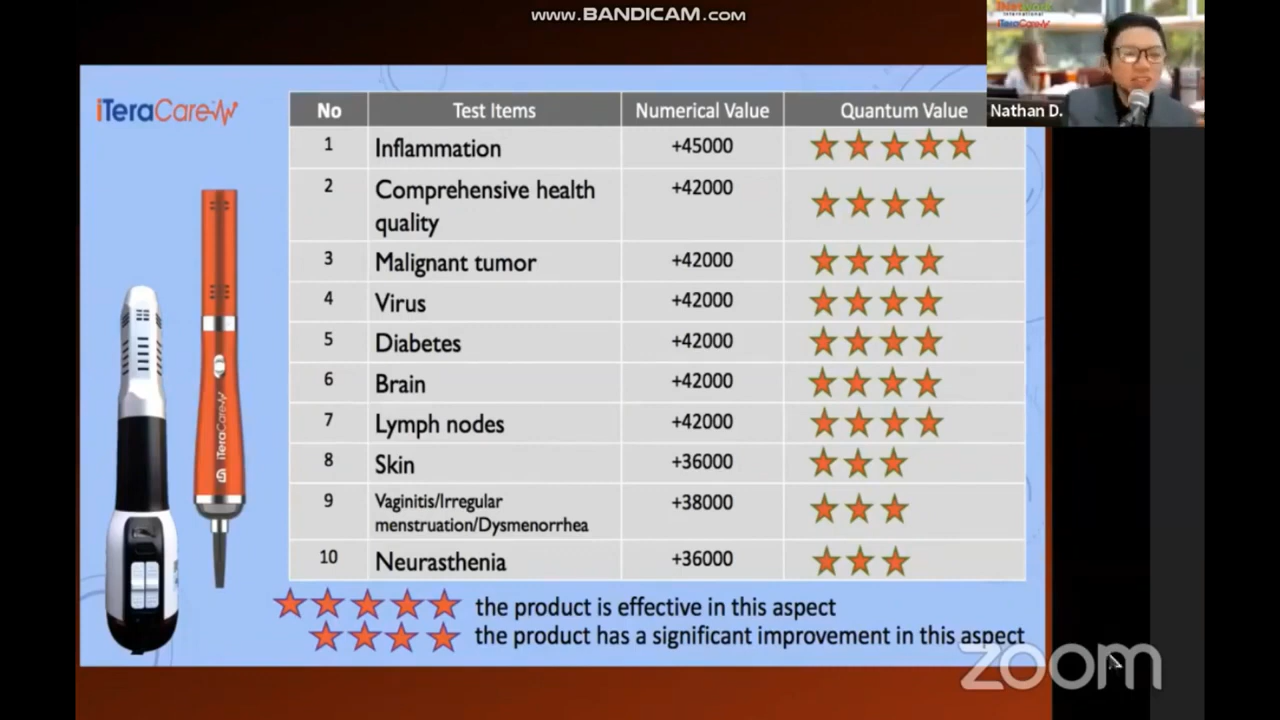 www.BANDICAM.com
International
iTeraCare
Nathan D.
iTeraCare
No Test Items Numerical Value Quantum Value
1 Inflammation +45000
2 Comprehensive health +42000
quality
3 Malignant tumor +42000
4 Virus +42000
5 Diabetes +42000
6 Brain +42000
7 Lymph nodes +42000
8 Skin +36000
9 Vaginitis/Irregular +38000
menstruation/Dysmenorrhea
10 Neurasthenia +36000
iTeraCare
the product is effective in this aspect
the product has a significant improvement in this aspect
zoom